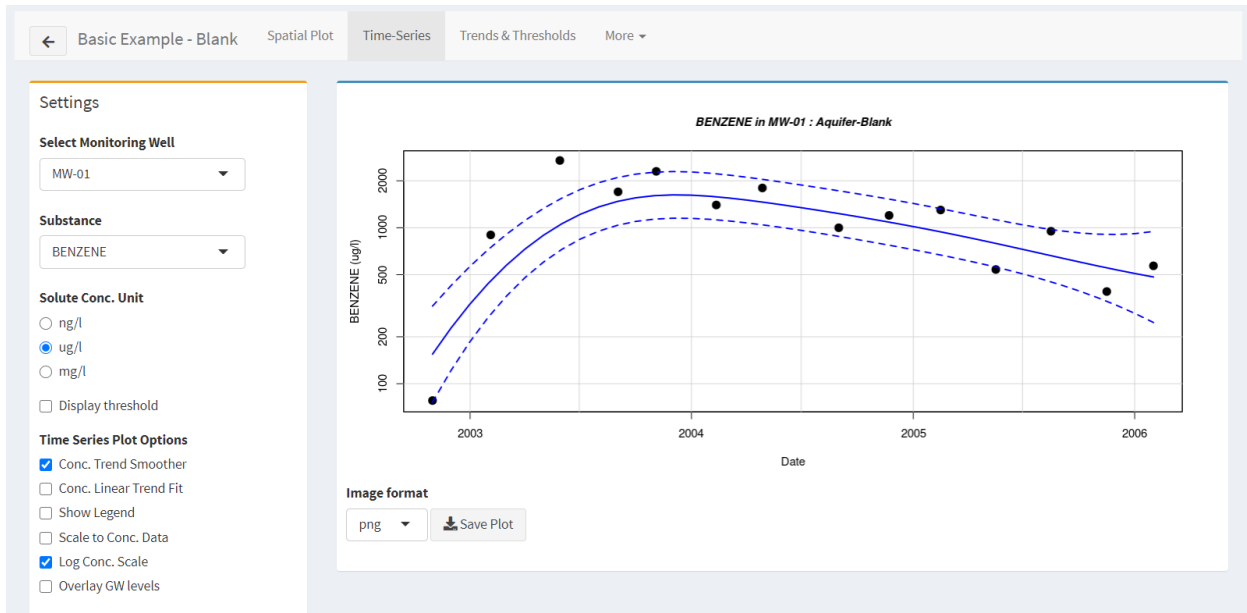 Basic Example - Blank Spatial Plot Time-Series Trends & Thresholds More
Settings
Select Monitoring Well
MW-01
Substance
BENZENE
Solute Conc. Unit
ng/l
ug/l
mg/l
Display threshold
Time Series Plot Options
Conc. Trend Smoother
Conc. Linear Trend Fit
Show Legend
Scale to Conc. Data
Log Conc. Scale
Overlay GW levels
BENZENE in MW-01 : Aquifer-Blank
BENZENE (ug/l)
2000
1000
500
200
100
2003 2004 2005 2006
Date
Image format
png Save Plot